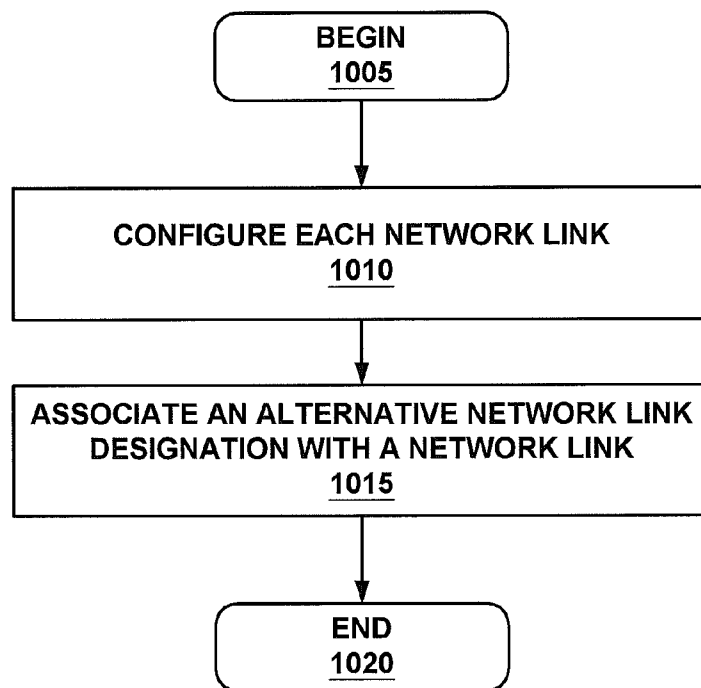 BEGIN
1005
CONFIGURE EACH NETWORK LINK
1010
ASSOCIATE AN ALTERNATIVE NETWORK LINK
DESIGNATION WITH A NETWORK LINK
1015
END
1020